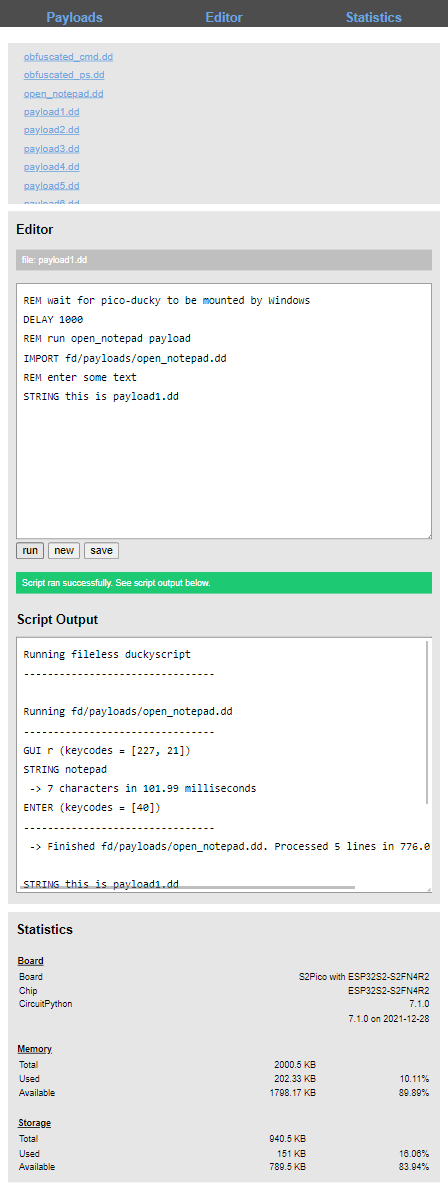 Payloads Editor Statistics
obfuscated_cmd.dd
obfuscated_ps.dd
open_notepad.dd
payload1.dd
payload2.dd
payload3.dd
payload4.dd
payload5.dd
payload6.dd
Editor
file: payload1.dd
REM wait for pico-ducky to be mounted by Windows
DELAY 1000
REM run open_notepad payload
IMPORT fd/payloads/open_notepad.dd
REM enter some text
STRING this is payload1.dd
run new save
Script ran successfully. See script output below.
Script Output
Running fileless duckyscript
--------------------------------
Running fd/payloads/open_notepad.dd
--------------------------------
GUI r (keycodes = [227, 21])
STRING notepad
-> 7 characters in 101.99 milliseconds
ENTER (keycodes = [40])
--------------------------------
-> Finished fd/payloads/open_notepad.dd. Processed 5 lines in 776.0
STRING this is payload1.dd
Statistics
Board
Board S2Pico with ESP32S2-S2FN4R2
Chip ESP32S2-S2FN4R2
CircuitPython 7.1.0
7.1.0 on 2021-12-28
Memory
Total 2000.5 KB
Used 202.33 KB 10.11%
Available 1798.17 KB 89.89%
Storage
Total 940.5 KB
Used 151 KB 16.06%
Available 789.5 KB 83.94%